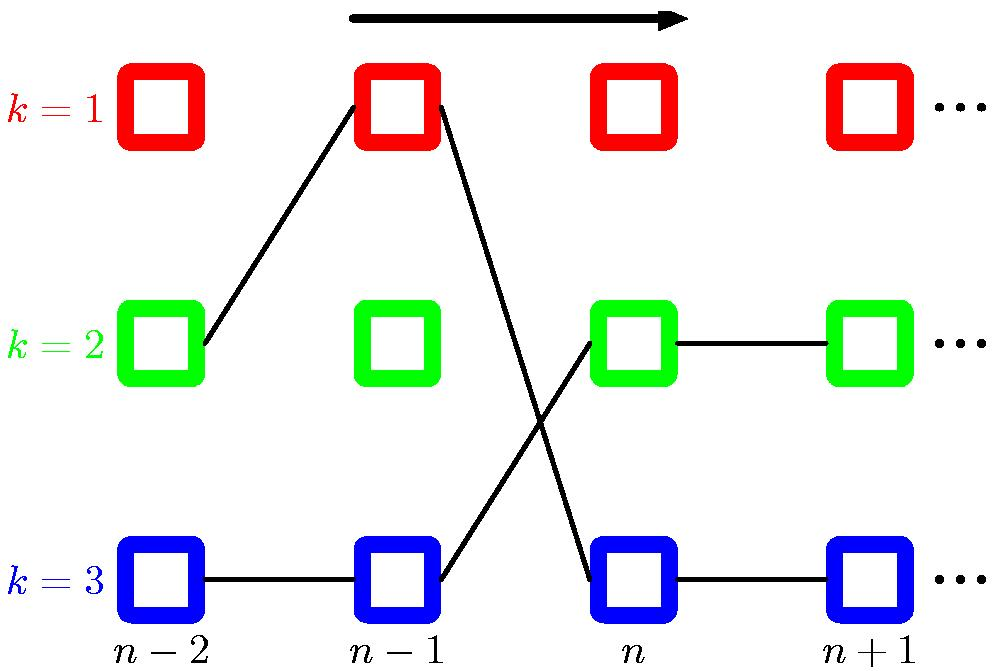 k = 1 ···
k = 2 ···
k = 3 ···
n − 2 n − 1 n n + 1